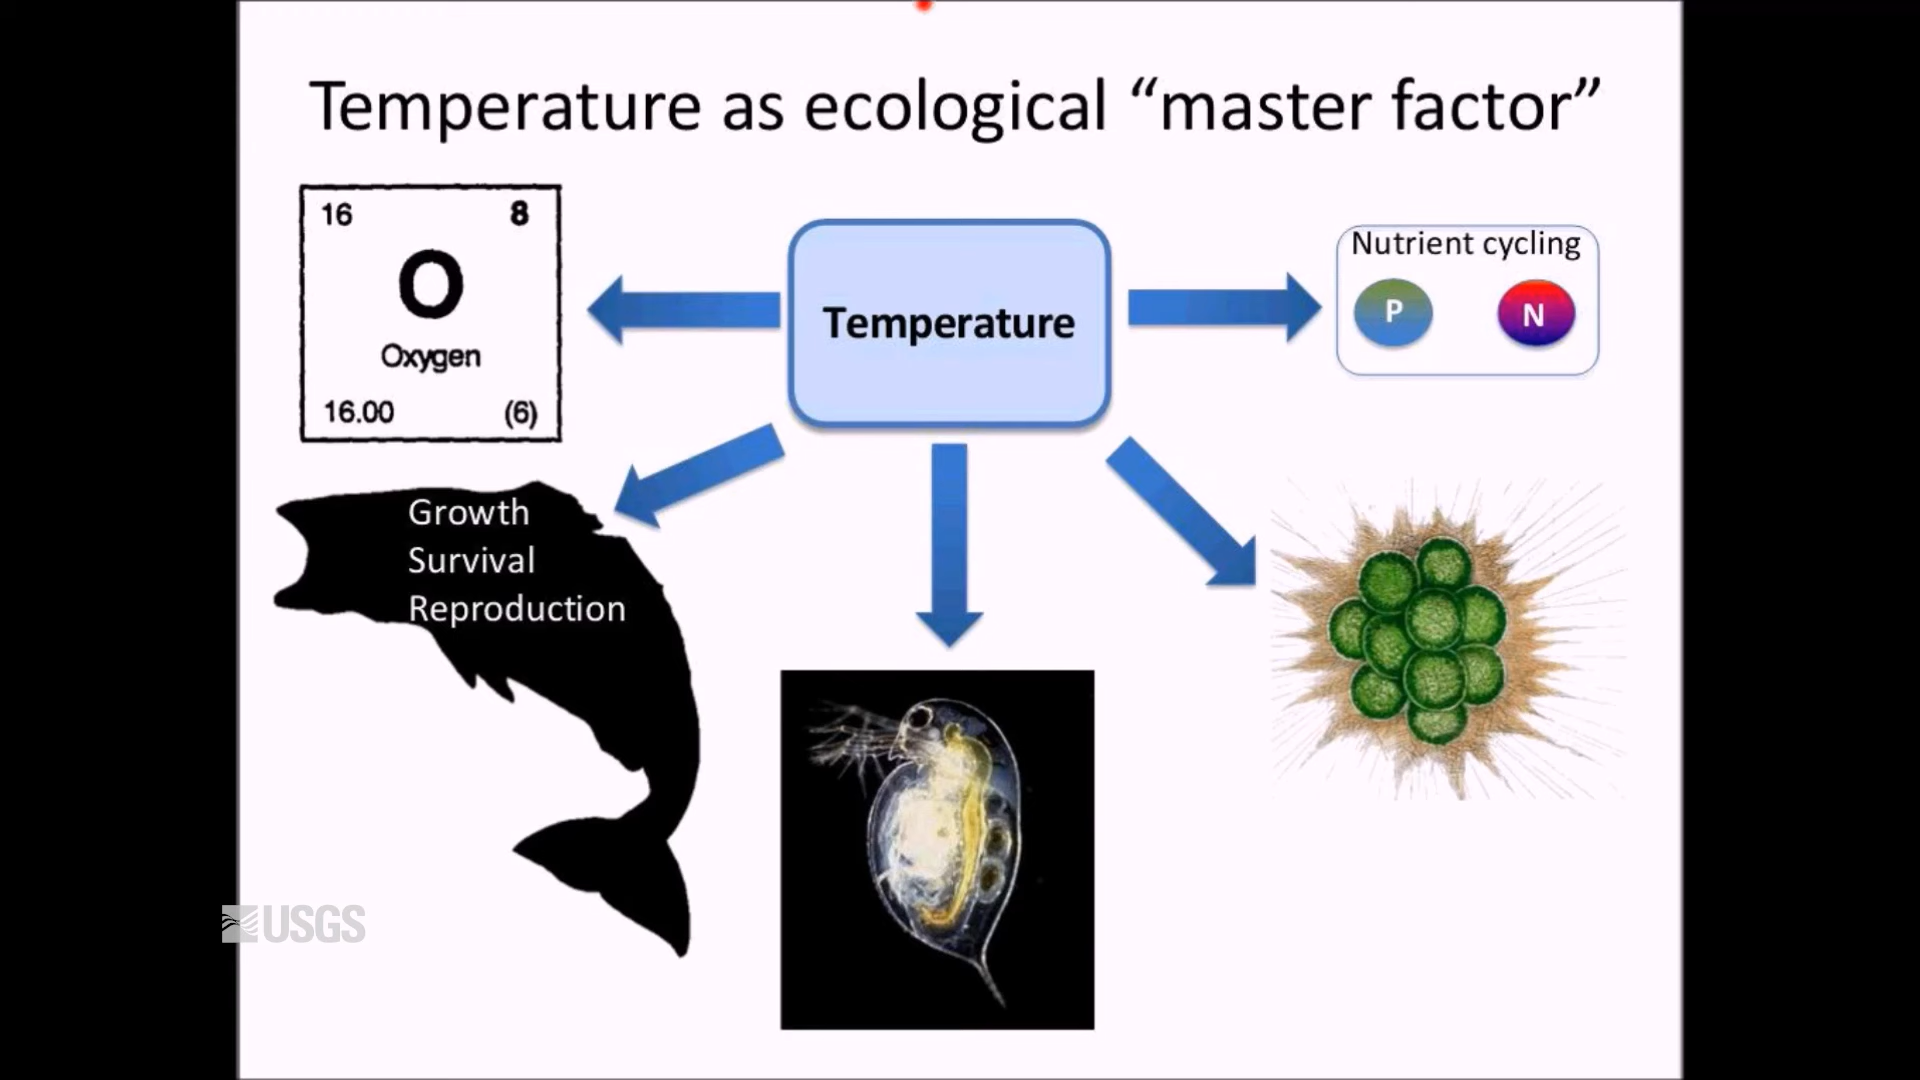 Temperature as ecological “master factor”
16 8
O
Oxygen
16.00 (6)
Temperature
Nutrient cycling
P N
Growth
Survival
Reproduction
USGS